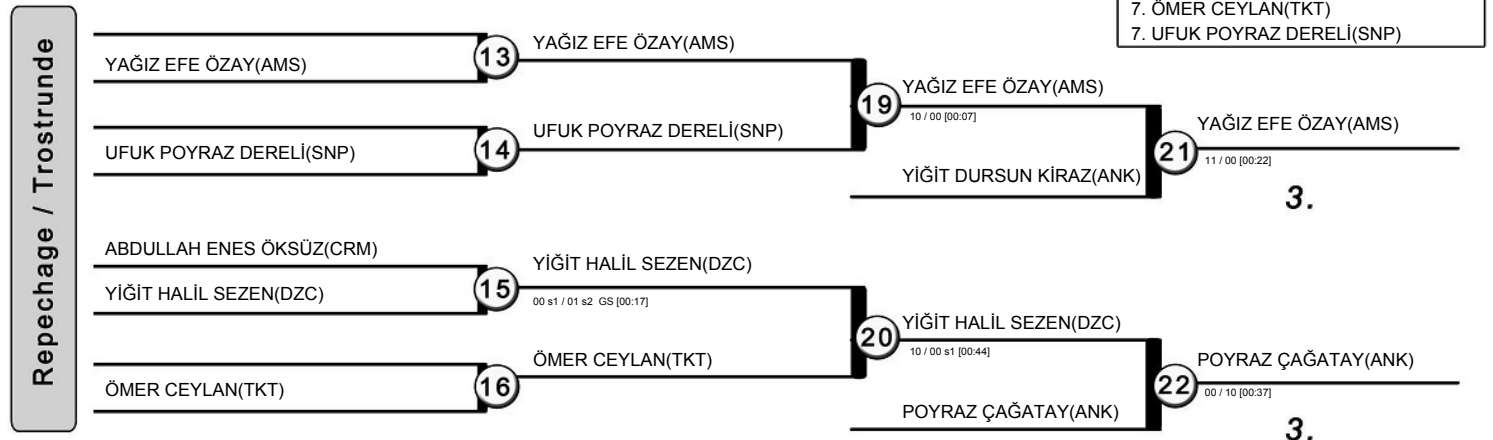 7. ÖMER CEYLAN(TKT)
7. UFUK POYRAZ DERELİ(SNP)
Repechage / Trostrunde
YAĞIZ EFE ÖZAY(AMS)
13
YAĞIZ EFE ÖZAY(AMS)
UFUK POYRAZ DERELİ(SNP)
14
UFUK POYRAZ DERELİ(SNP)
19
YAĞIZ EFE ÖZAY(AMS)
10 / 00 [00:07]
YİĞİT DURSUN KİRAZ(ANK)
21
YAĞIZ EFE ÖZAY(AMS)
11 / 00 [00:22]
3.
ABDULLAH ENES ÖKSÜZ(CRM)
YİĞİT HALİL SEZEN(DZC)
15
YİĞİT HALİL SEZEN(DZC)
00 s1 / 01 s2 GS [00:17]
ÖMER CEYLAN(TKT)
16
ÖMER CEYLAN(TKT)
20
YİĞİT HALİL SEZEN(DZC)
10 / 00 s1 [00:44]
POYRAZ ÇAĞATAY(ANK)
22
POYRAZ ÇAĞATAY(ANK)
00 / 10 [00:37]
3.